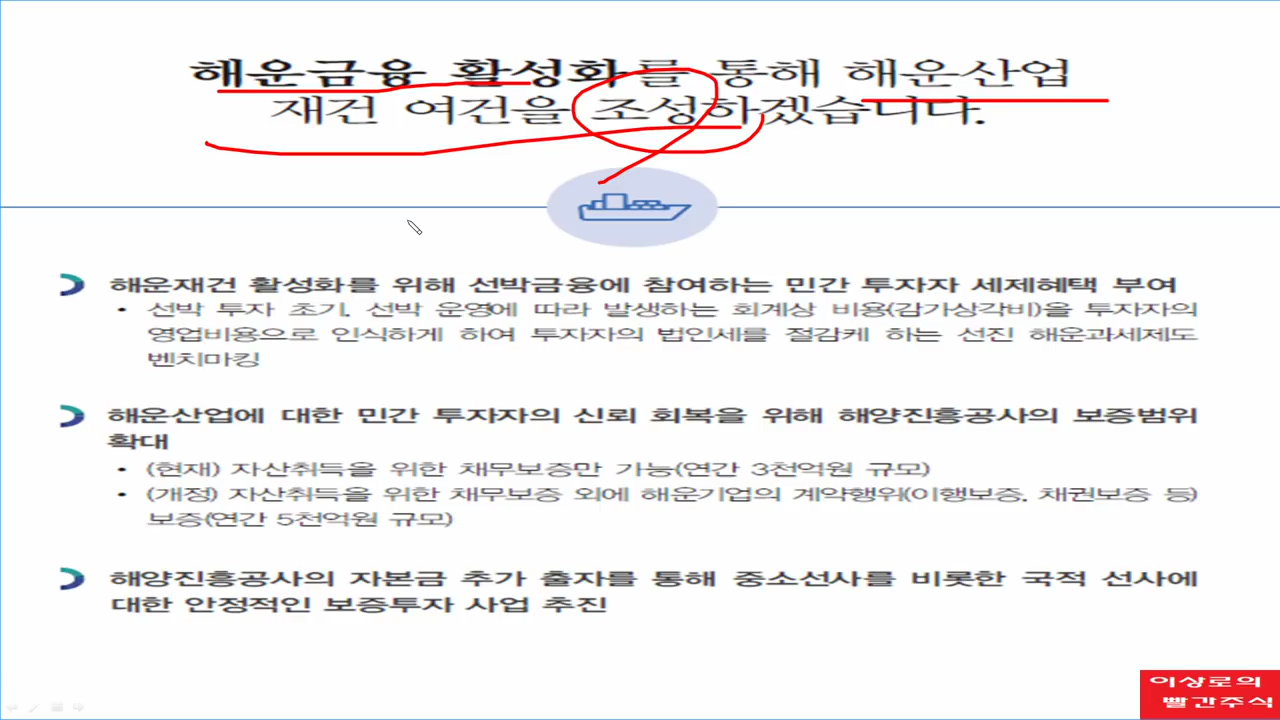 해운금융 활성화를 통해 해운산업
재건 여건을 조성하겠습니다.
해운재건 활성화를 위해 선박금융에 참여하는 민간 투자자 세제혜택 부여
• 선박 투자 초기, 선박 운영에 따라 발생하는 회계상 비용(감가상각비)을 투자자의
영업비용으로 인식하게 하여 투자자의 법인세를 절감케 하는 선진 해운과세제도
벤치마킹
해운산업에 대한 민간 투자자의 신뢰 회복을 위해 해양진흥공사의 보증범위
확대
• (현재) 자산취득을 위한 채무보증만 가능(연간 3천억원 규모)
• (개정) 자산취득을 위한 채무보증 외에 해운기업의 계약행위(이행보증, 채권보증 등)
보증(연간 5천억원 규모)
해양진흥공사의 자본금 추가 출자를 통해 중소선사를 비롯한 국적 선사에
대한 안정적인 보증투자 사업 추진
이상로의
빨간주식